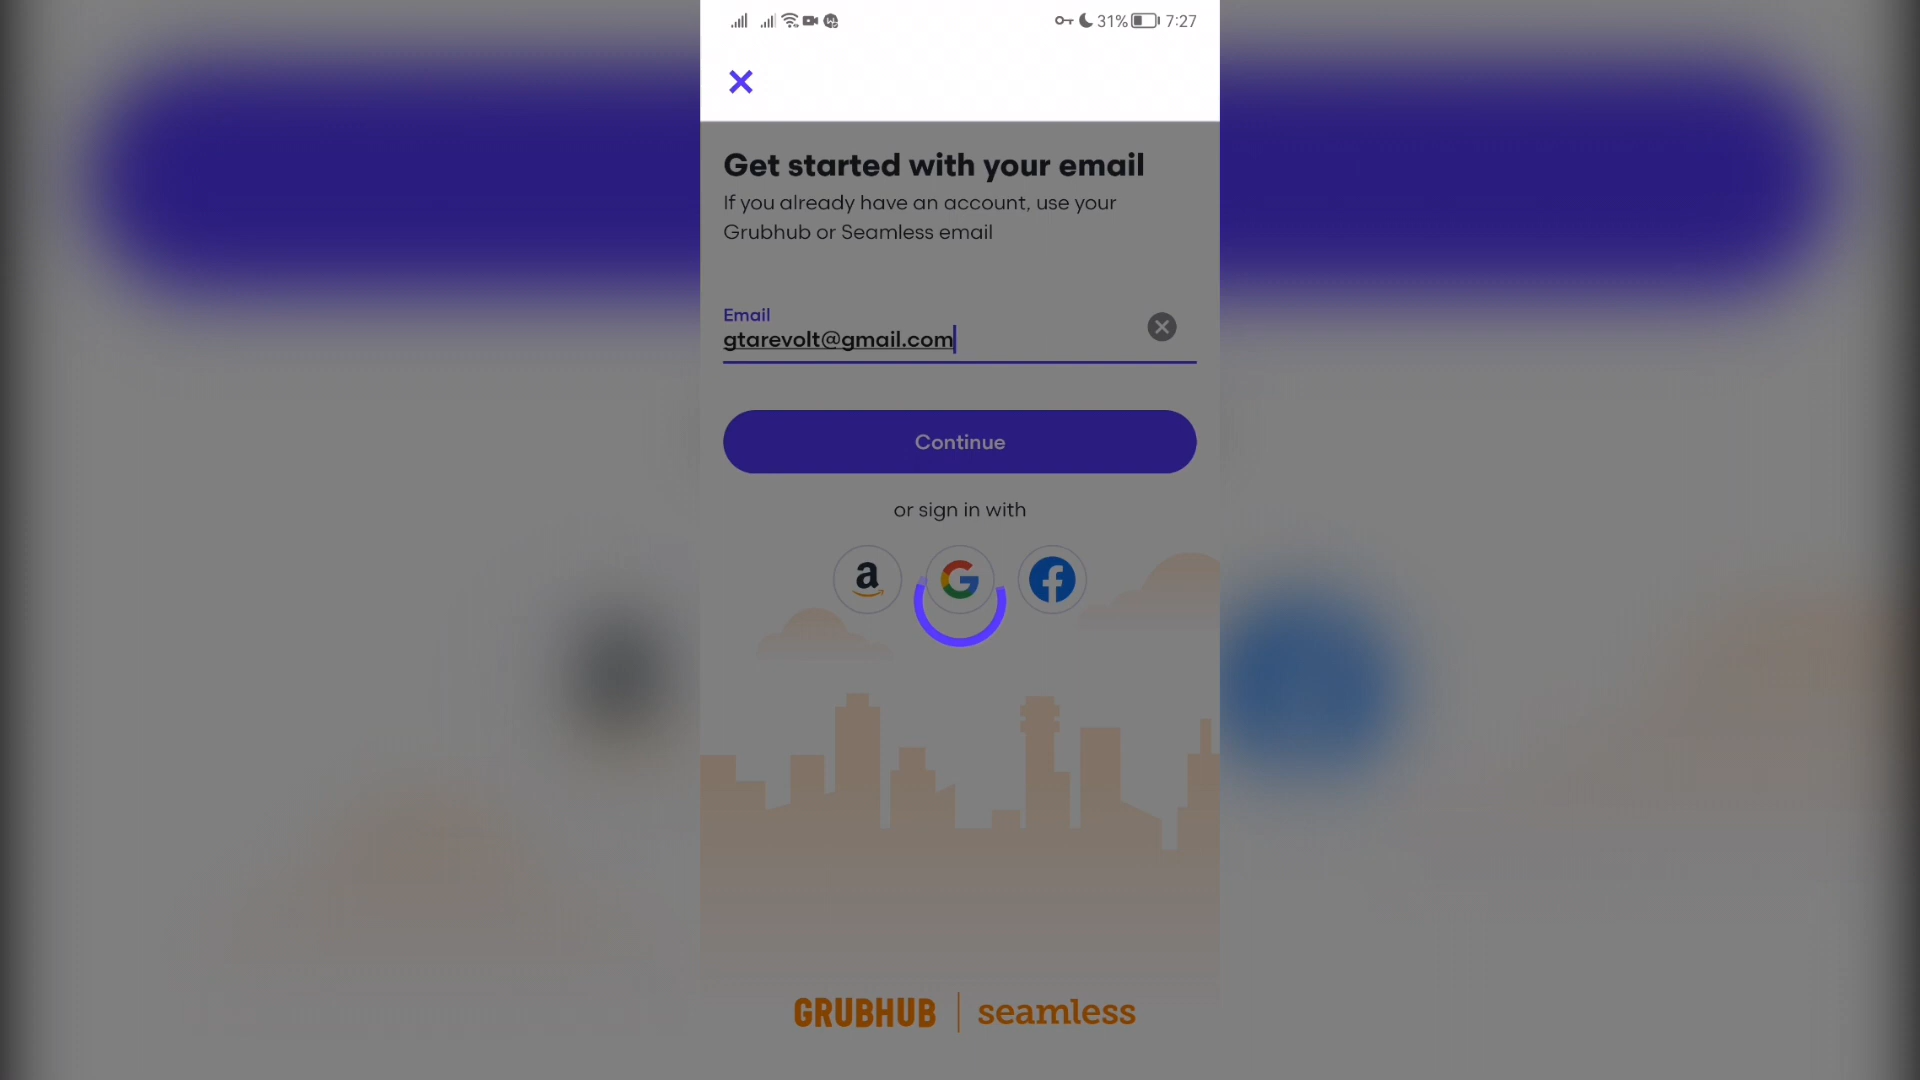 31% 7:27
Get started with your email
If you already have an account, use your
Grubhub or Seamless email
Email
gtarevolt@gmail.com
Continue
or sign in with
GRUBHUB | seamless